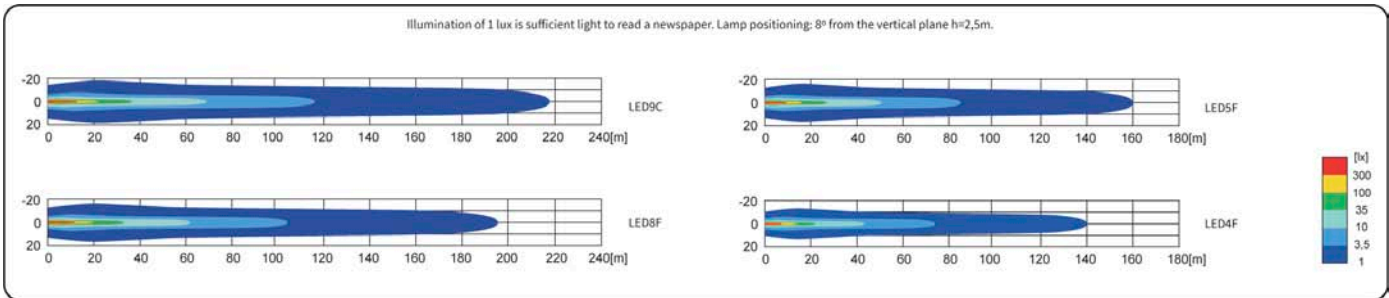 Illumination of 1 lux is sufficient light to read a newspaper. Lamp positioning: 8º from the vertical plane h=2,5m.
-20
0
20
0 20 40 60 80 100 120 140 160 180 200 220 240[m]
LED9C
-20
0
20
0 20 40 60 80 100 120 140 160 180[m]
LED5F
-20
0
20
0 20 40 60 80 100 120 140 160 180 200 220 240[m]
LED8F
-20
0
20
0 20 40 60 80 100 120 140 160 180[m]
LED4F
[lx]
300
100
35
10
3,5
1